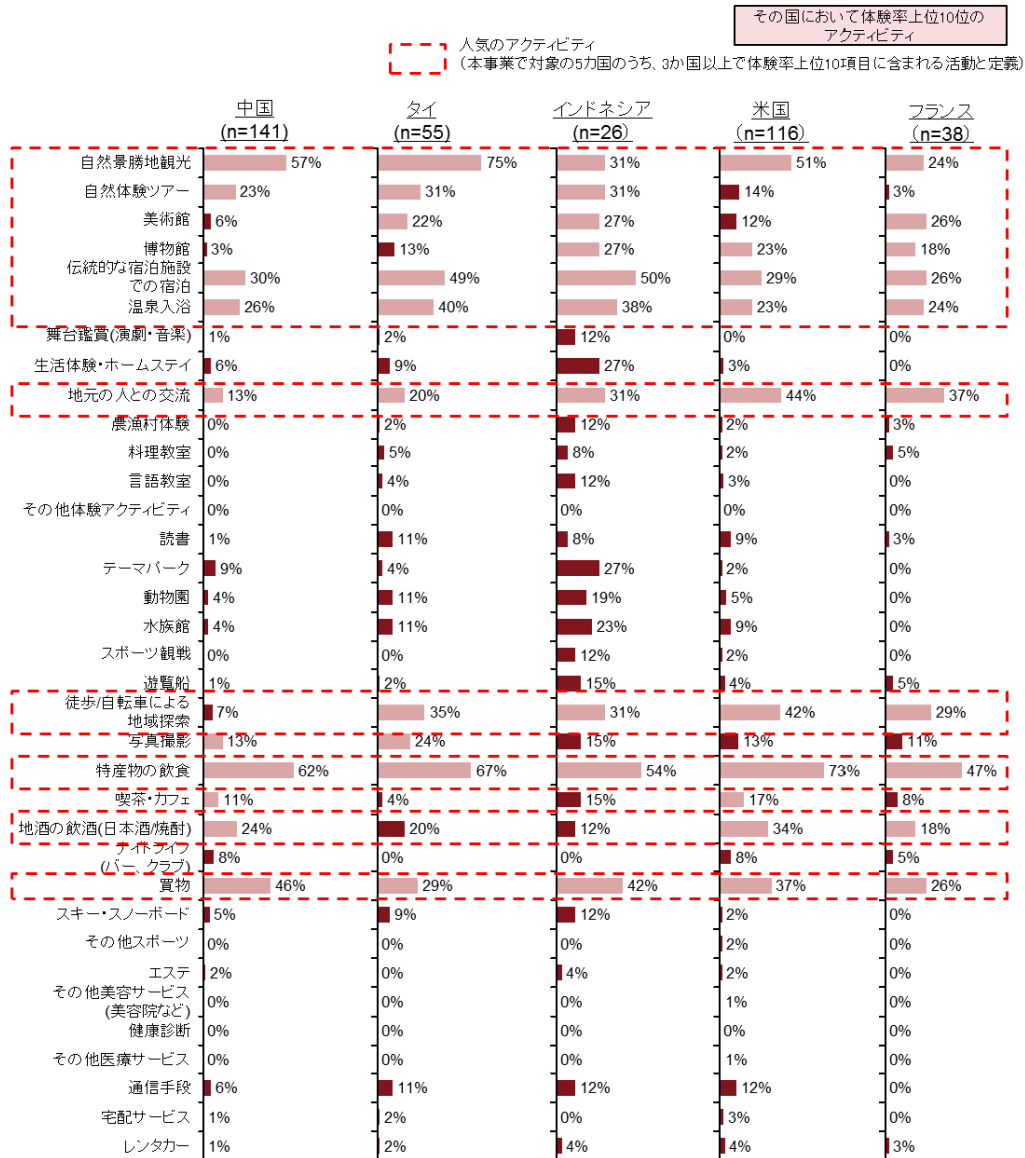 その国において体験率上位10位の
アクティビティ
人気のアクティビティ
(本事業で対象の5カ国のうち、3か国以上で体験率上位10項目に含まれる活動と定義)
中国 タイ インドネシア 米国 フランス
(n=141) (n=55) (n=26) (n=116) (n=38)
自然景勝地観光 57% 75% 31% 51% 24%
自然体験ツアー 23% 31% 31% 14% 3%
美術館 6% 22% 27% 12% 26%
博物館 3% 13% 27% 23% 18%
伝統的な宿泊施設
での宿泊 30% 49% 50% 29% 26%
温泉入浴 26% 40% 38% 23% 24%
舞台鑑賞(演劇・音楽) 1% 2% 12% 0% 0%
生活体験・ホームステイ 6% 9% 27% 3% 0%
地元の人との交流 13% 20% 31% 44% 37%
農漁村体験 0% 2% 12% 2% 3%
料理教室 0% 5% 8% 2% 5%
言語教室 0% 4% 12% 3% 0%
その他体験アクティビティ 0% 0% 0% 0% 0%
読書 1% 11% 8% 9% 3%
テーマパーク 9% 4% 27% 2% 0%
動物園 4% 11% 19% 5% 0%
水族館 4% 11% 23% 9% 0%
スポーツ観戦 0% 0% 12% 2% 0%
遊覧船 1% 2% 15% 4% 5%
徒歩/自転車による
地域探索 7% 35% 31% 42% 29%
写真撮影 13% 24% 15% 13% 11%
特産物の飲食 62% 67% 54% 73% 47%
喫茶・カフェ 11% 4% 15% 17% 8%
地酒の飲酒(日本酒/焼酎) 24% 20% 12% 34% 18%
ナイトライフ
(バー、クラブ) 8% 0% 0% 8% 5%
買物 46% 29% 42% 37% 26%
スキー・スノーボード 5% 9% 12% 2% 0%
その他スポーツ 0% 0% 0% 2% 0%
エステ 2% 0% 4% 2% 0%
その他美容サービス
(美容院など) 0% 0% 0% 1% 0%
健康診断 0% 0% 0% 0% 0%
その他医療サービス 0% 0% 0% 1% 0%
通信手段 6% 11% 12% 12% 0%
宅配サービス 1% 2% 0% 3% 0%
レンタカー 1% 2% 4% 4% 3%